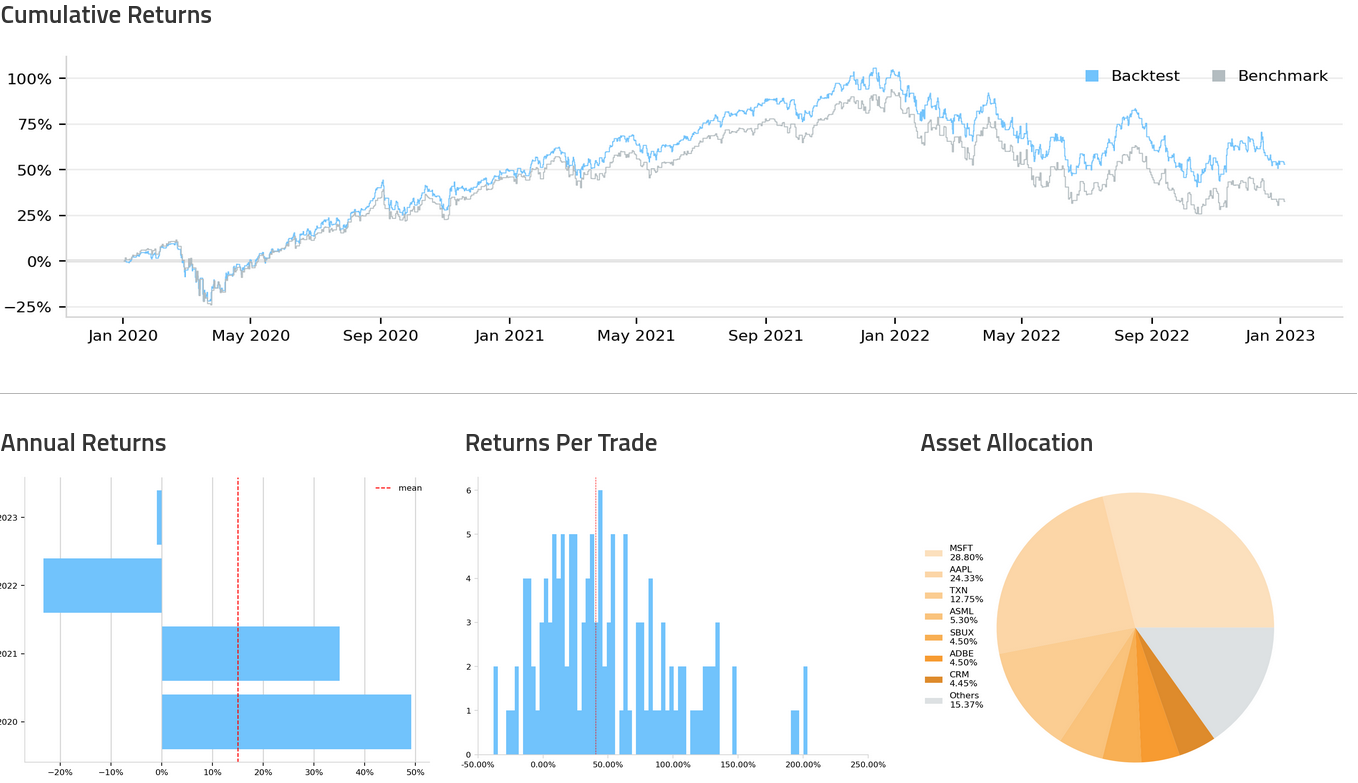 Cumulative Returns
Backtest
Benchmark
100%
75%
50%
25%
0%
−25%
Jan 2020
May 2020
Sep 2020
Jan 2021
May 2021
Sep 2021
Jan 2022
May 2022
Sep 2022
Jan 2023
Annual Returns
mean
2023
2022
2021
2020
−20%
−10%
0%
10%
20%
30%
40%
50%
Returns Per Trade
6
5
4
3
2
1
0
-50.00%
0.00%
50.00%
100.00%
150.00%
200.00%
250.00%
Asset Allocation
MSFT
28.80%
AAPL
24.33%
TXN
12.75%
ASML
5.30%
SBUX
4.50%
ADBE
4.50%
CRM
4.45%
Others
15.37%